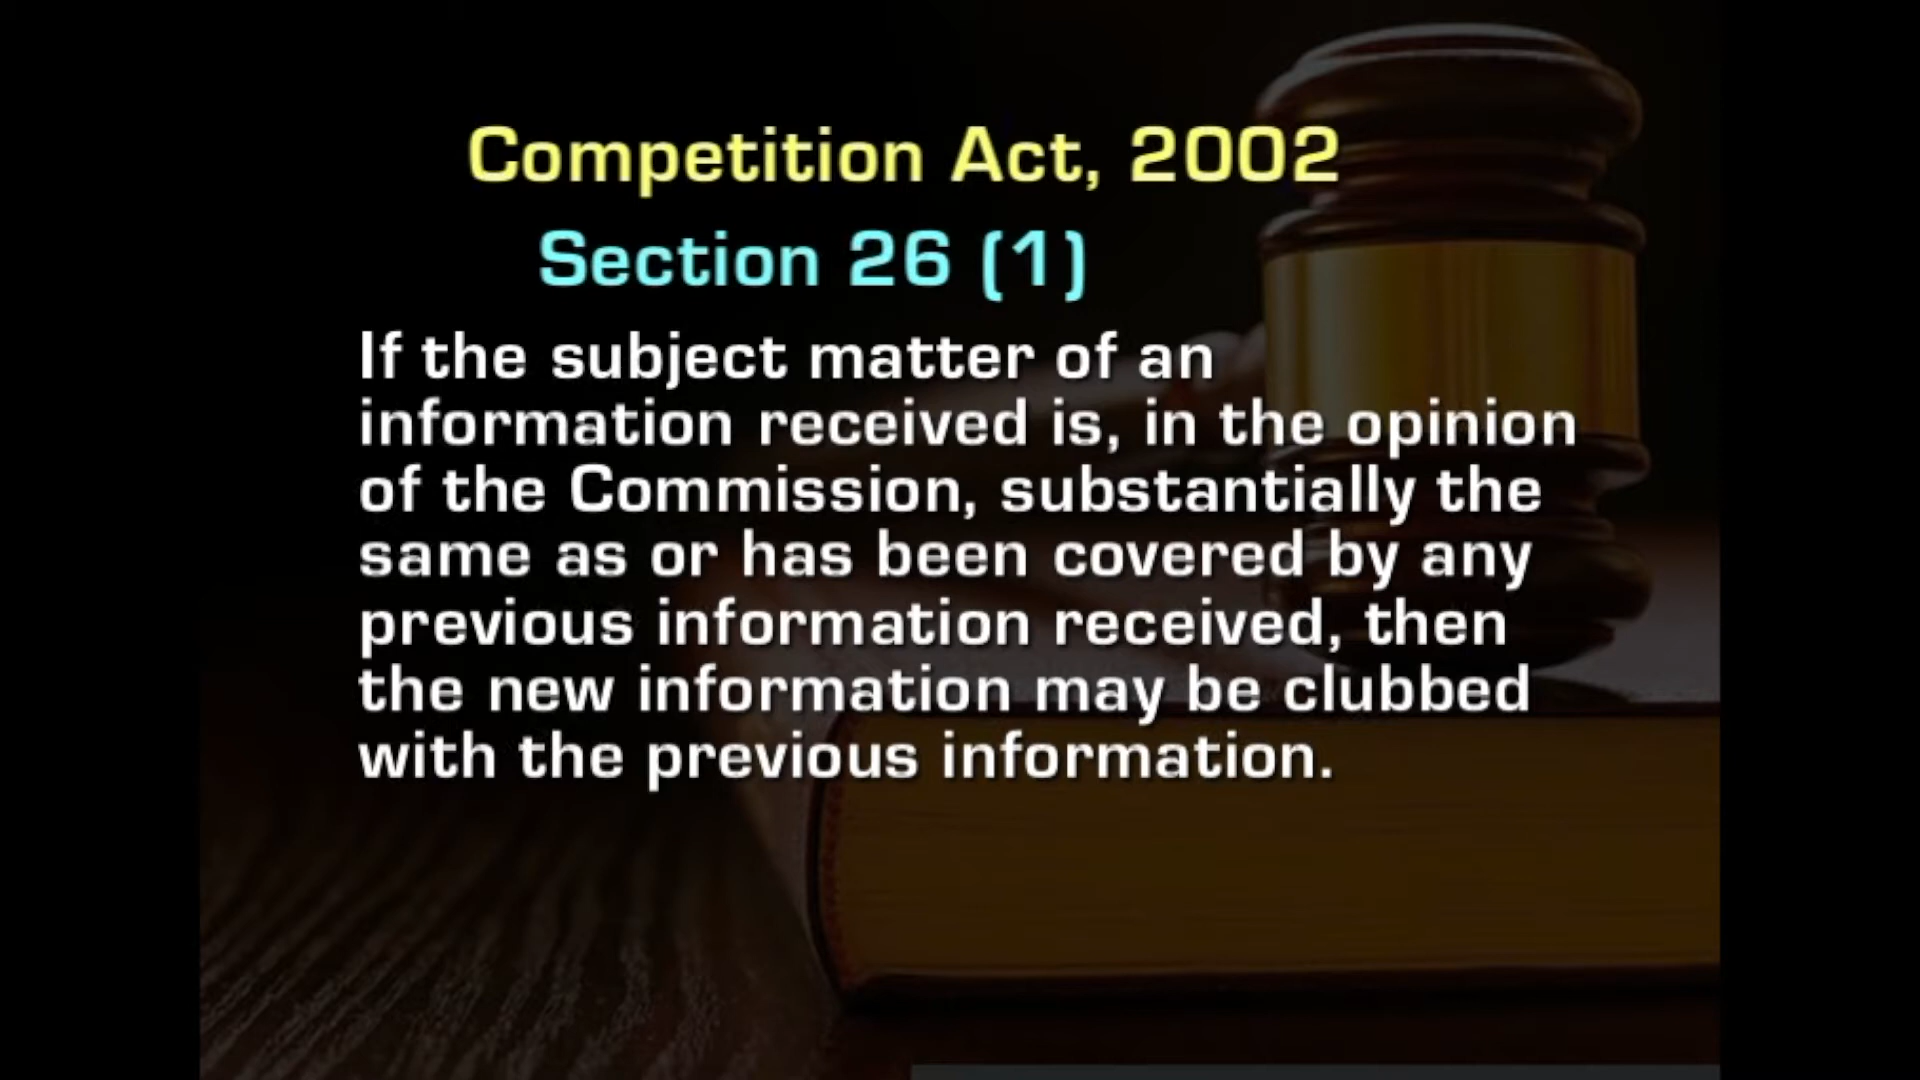 Competition Act, 2002
Section 26 (1)
If the subject matter of an
information received is, in the opinion
of the Commission, substantially the
same as or has been covered by any
previous information received, then
the new information may be clubbed
with the previous information.